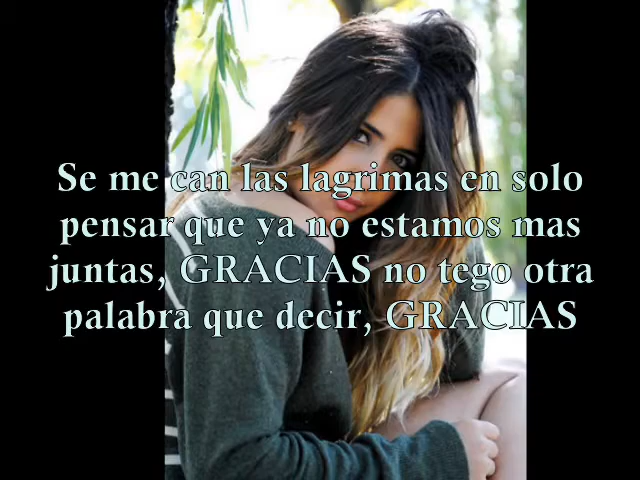 Se me can las lagrimas en solo
pensar que ya no estamos mas
juntas, GRACIAS no tego otra
palabra que decir, GRACIAS